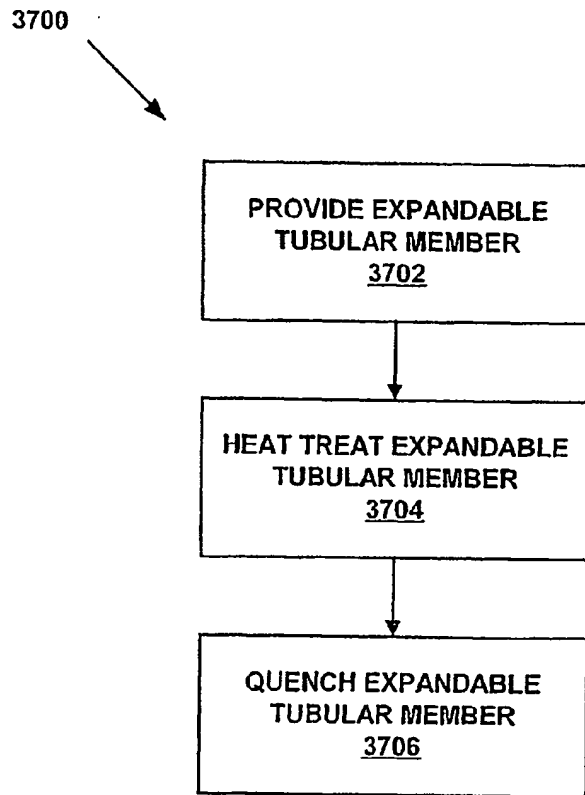 3700
PROVIDE EXPANDABLE
TUBULAR MEMBER
3702
HEAT TREAT EXPANDABLE
TUBULAR MEMBER
3704
QUENCH EXPANDABLE
TUBULAR MEMBER
3706